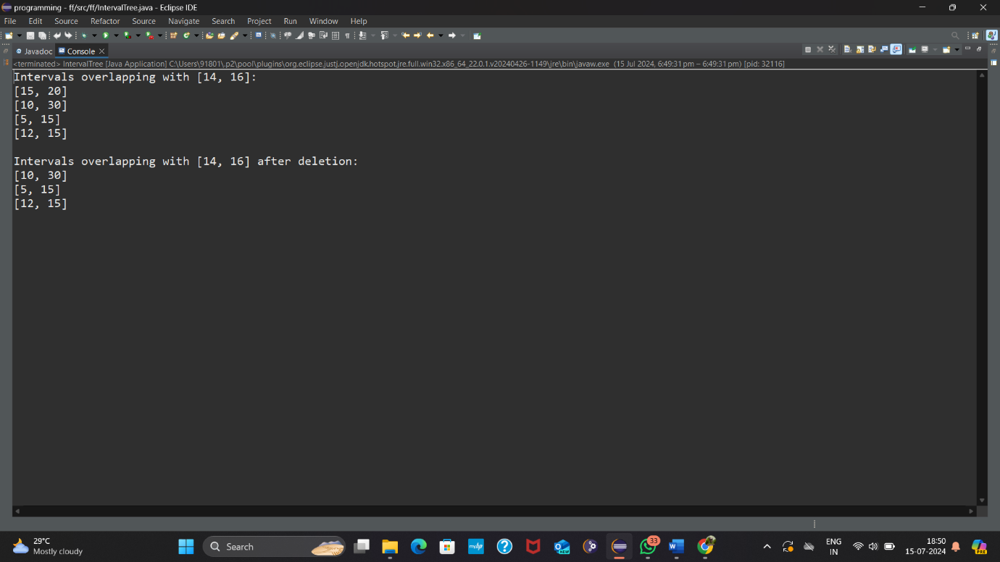 programming - ff/src/ff/IntervalTree.java - Eclipse IDE
File Edit Source Refactor Source Navigate Search Project Run Window Help
Javadoc Console
<terminated> IntervalTree [Java Application] C:\Users\91801\.p2\pool\plugins\org.eclipse.justj.openjdk.hotspot.jre.full.win32.x86_64_22.0.1.v20240426-1149\jre\bin\javaw.exe (15 Jul 2024, 6:49:31 pm – 6:49:31 pm) [pid: 32116]
Intervals overlapping with [14, 16]:
[15, 20]
[10, 30]
[5, 15]
[12, 15]
Intervals overlapping with [14, 16] after deletion:
[10, 30]
[5, 15]
[12, 15]
29°C
Mostly cloudy
Search
myhp
NEW
33
ENG
IN
18:50
15-07-2024
PRE